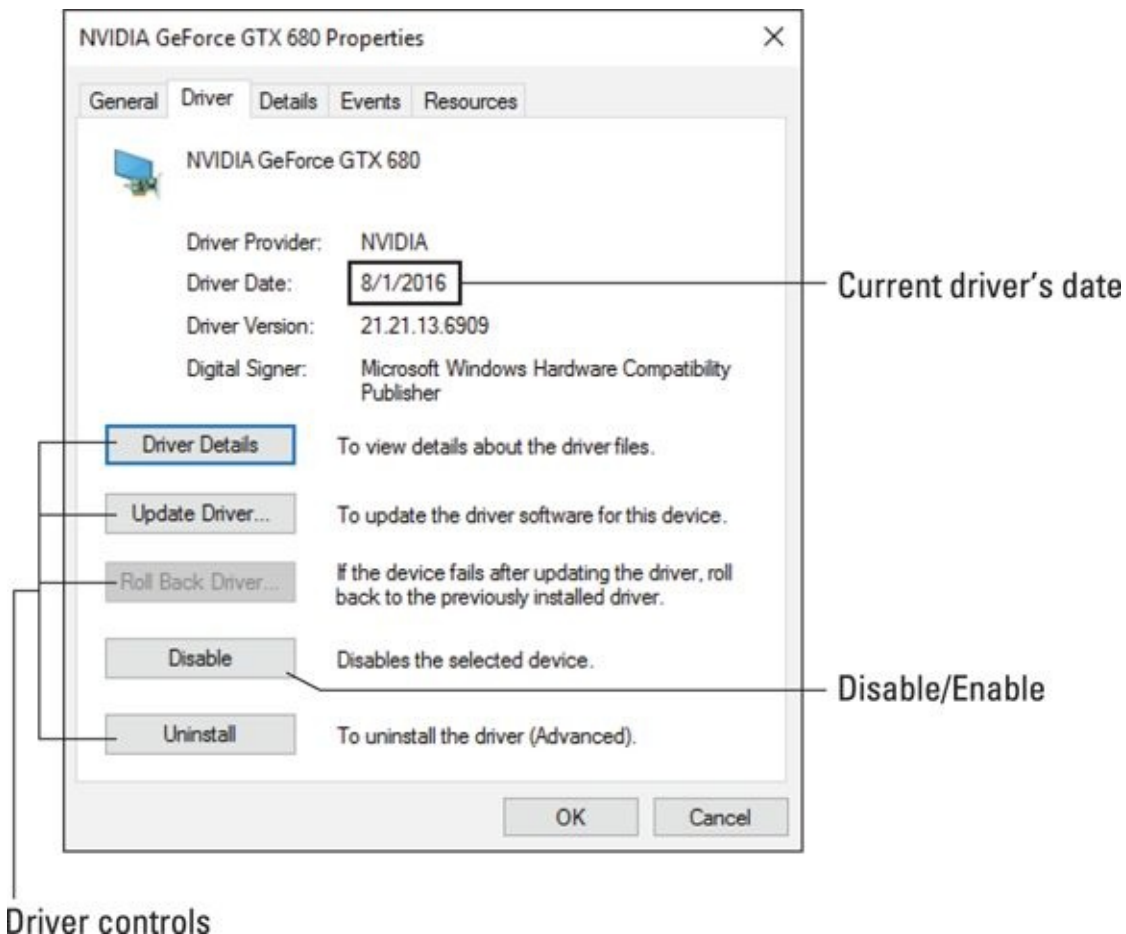 NVIDIA GeForce GTX 680 Properties
General Driver Details Events Resources
NVIDIA GeForce GTX 680
Driver Provider: NVIDIA
Driver Date: 8/1/2016
Current driver's date
Driver Version: 21.21.13.6909
Digital Signer: Microsoft Windows Hardware Compatibility
Publisher
Driver Details To view details about the driver files.
Update Driver... To update the driver software for this device.
Roll Back Driver... If the device fails after updating the driver, roll
back to the previously installed driver.
Disable Disables the selected device.
Disable/Enable
Uninstall To uninstall the driver (Advanced).
OK Cancel
Driver controls